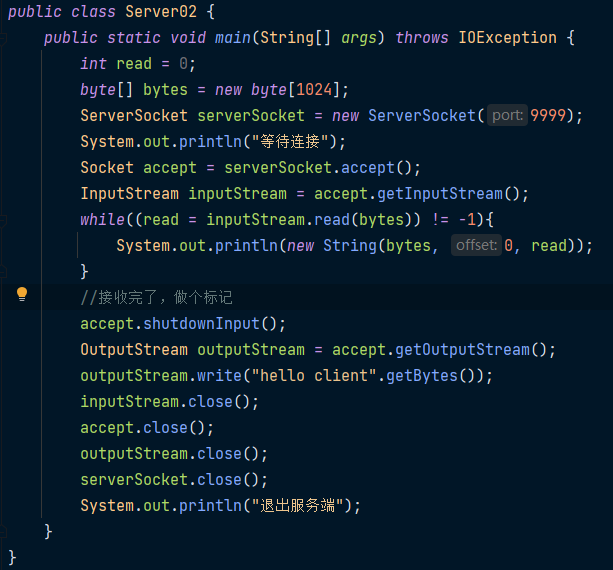 public class Server02 {
    public static void main(String[] args) throws IOException {
        int read = 0;
        byte[] bytes = new byte[1024];
        ServerSocket serverSocket = new ServerSocket( port: 9999);
        System.out.println("等待连接");
        Socket accept = serverSocket.accept();
        InputStream inputStream = accept.getInputStream();
        while((read = inputStream.read(bytes)) != -1){
            System.out.println(new String(bytes, offset: 0, read));
        }
        //接收完了，做个标记
        accept.shutdownInput();
        OutputStream outputStream = accept.getOutputStream();
        outputStream.write("hello client".getBytes());
        inputStream.close();
        accept.close();
        outputStream.close();
        serverSocket.close();
        System.out.println("退出服务端");
    }
}